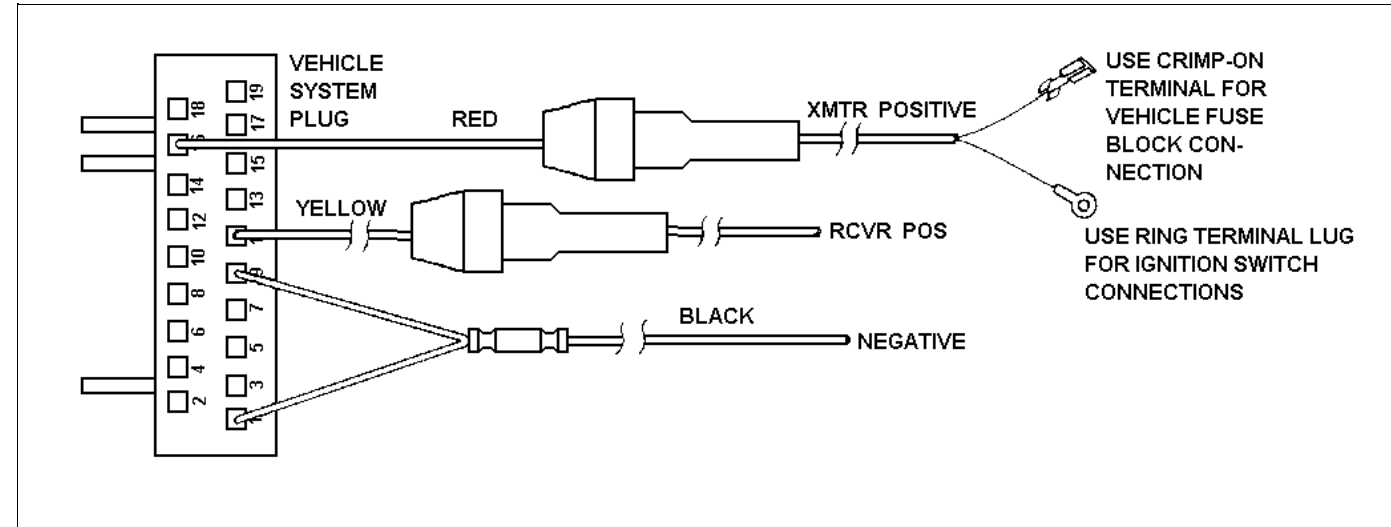 VEHICLE
SYSTEM
PLUG
RED
XMTR POSITIVE
USE CRIMP-ON
TERMINAL FOR
VEHICLE FUSE
BLOCK CON-
NECTION
YELLOW
RCVR POS
USE RING TERMINAL LUG
FOR IGNITION SWITCH
CONNECTIONS
BLACK
NEGATIVE
19
18
17
15
14
13
12
10
9
8
7
6
5
4
3
2
1